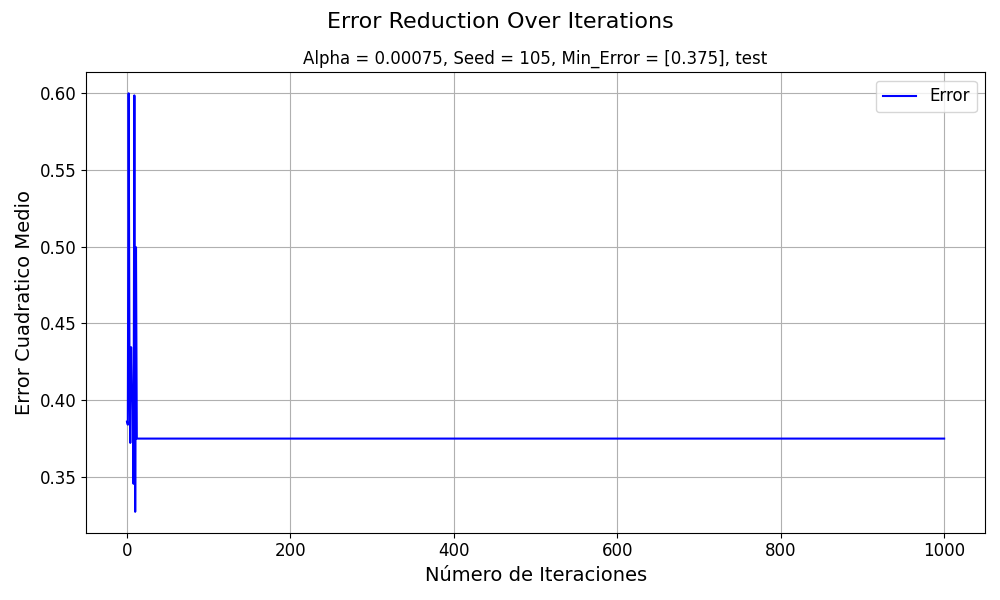 Error Reduction Over Iterations
Alpha = 0.00075, Seed = 105, Min_Error = [0.375], test
Error
Error Cuadratico Medio
0.60
0.55
0.50
0.45
0.40
0.35
0
200
400
600
800
1000
Número de Iteraciones